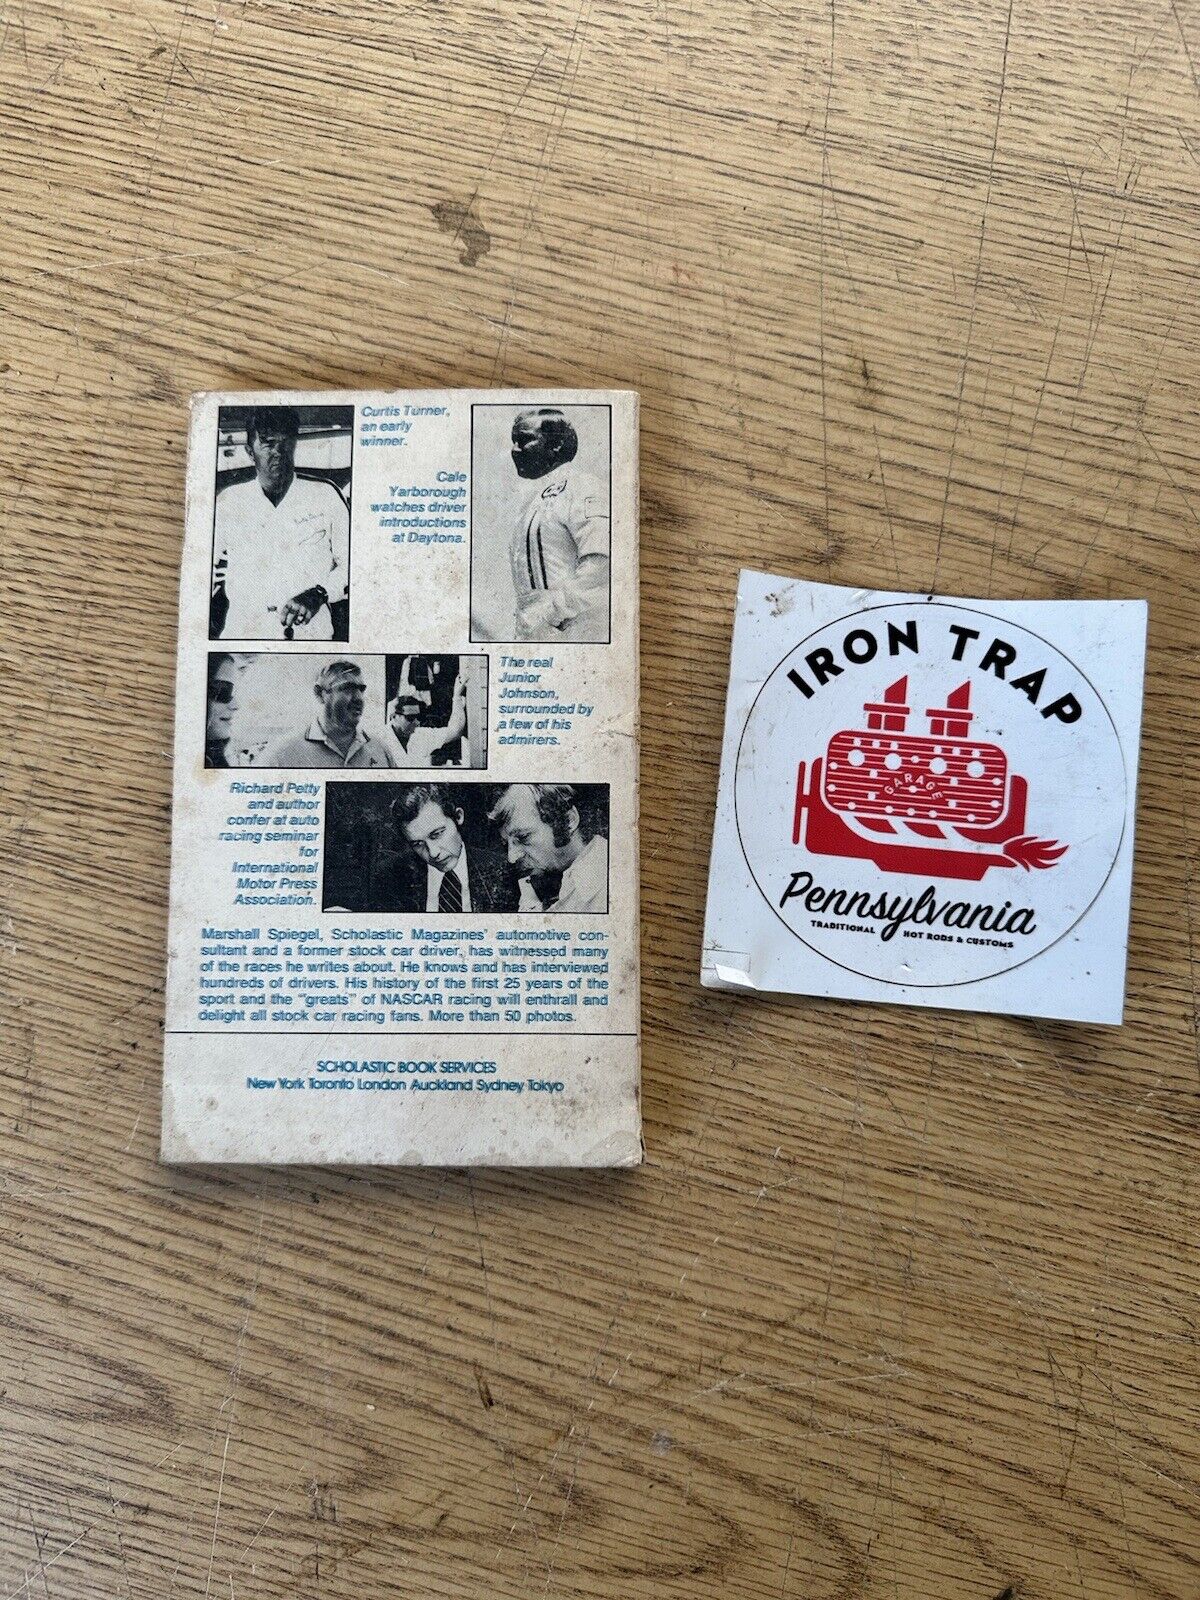 Curtis Turner,
an early
winner.
Cale
Yarborough
watches driver
introductions
at Daytona.
The real
Junior
Johnson,
surrounded by
a few of his
admirers.
Richard Petty
and author
confer at auto
racing seminar
for
International
Motor Press
Association.
Marshall Spiegel, Scholastic Magazines' automotive con-
sultant and a former stock car driver, has witnessed many
of the races he writes about. He knows and has interviewed
hundreds of drivers. His history of the first 25 years of the
sport and the "greats" of NASCAR racing will enthrall and
delight all stock car racing fans. More than 50 photos.
SCHOLASTIC BOOK SERVICES
New York Toronto London Auckland Sydney Tokyo
IRON TRAP
GARAGE
Pennsylvania
TRADITIONAL HOT RODS & CUSTOMS